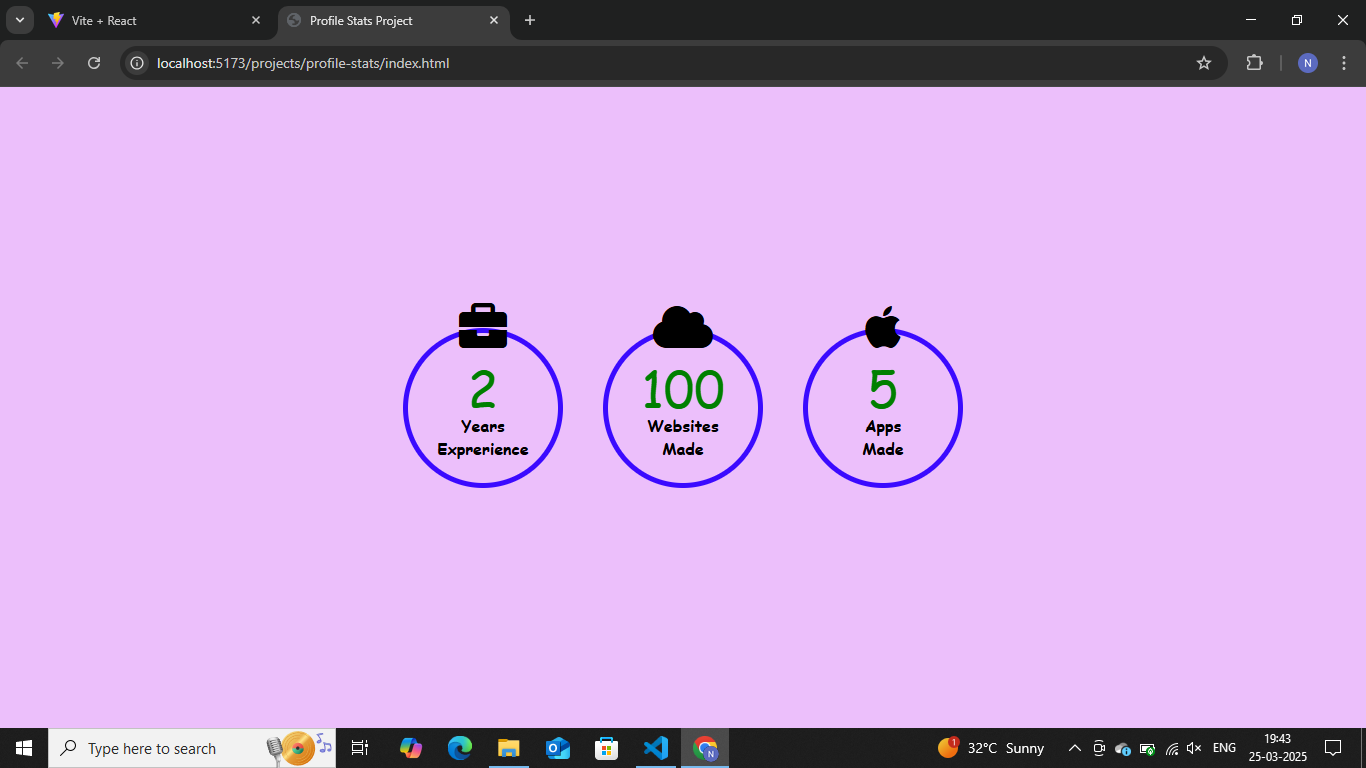 Vite + React
Profile Stats Project
localhost:5173/projects/profile-stats/index.html
N
2
Years
Exprerience
100
Websites
Made
5
Apps
Made
Type here to search
N
1
32°C Sunny
ENG
19:43
25-03-2025